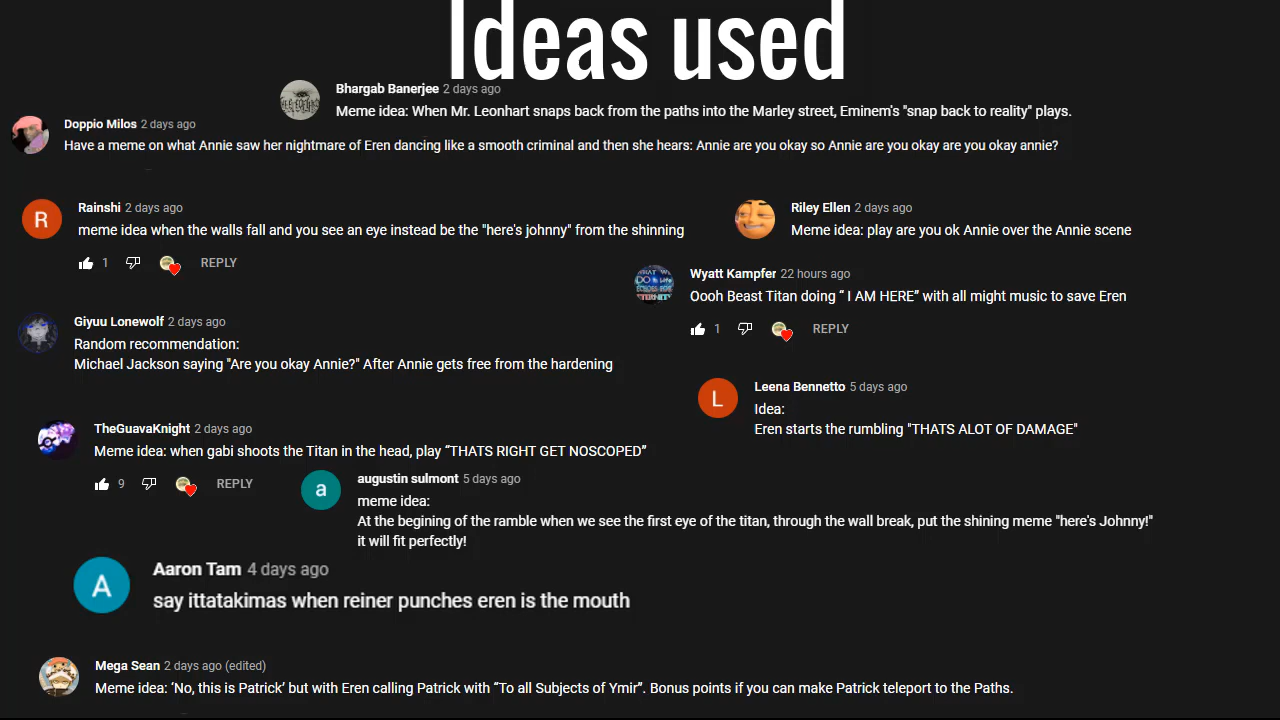 Ideas used
Bhargab Banerjee 2 days ago
Meme idea: When Mr. Leonhart snaps back from the paths into the Marley street, Eminem's "snap back to reality" plays.
Doppio Milos 2 days ago
Have a meme on what Annie saw her nightmare of Eren dancing like a smooth criminal and then she hears: Annie are you okay so Annie are you okay are you okay annie?
R
Rainshi 2 days ago
meme idea when the walls fall and you see an eye instead be the "here's johnny" from the shinning
1 REPLY
Riley Ellen 2 days ago
Meme idea: play are you ok Annie over the Annie scene
Wyatt Kampfer 22 hours ago
Oooh Beast Titan doing “ I AM HERE” with all might music to save Eren
1 REPLY
Giyuu Lonewolf 2 days ago
Random recommendation:
Michael Jackson saying "Are you okay Annie?" After Annie gets free from the hardening
L
Leena Bennetto 5 days ago
Idea:
Eren starts the rumbling "THATS ALOT OF DAMAGE"
TheGuavaKnight 2 days ago
Meme idea: when gabi shoots the Titan in the head, play “THATS RIGHT GET NOSCOPED”
9 REPLY
a
augustin sulmont 5 days ago
meme idea:
At the begining of the ramble when we see the first eye of the titan, through the wall break, put the shining meme "here's Johnny!"
it will fit perfectly!
A
Aaron Tam 4 days ago
say ittatakimas when reiner punches eren is the mouth
Mega Sean 2 days ago (edited)
Meme idea: ‘No, this is Patrick’ but with Eren calling Patrick with “To all Subjects of Ymir”. Bonus points if you can make Patrick teleport to the Paths.